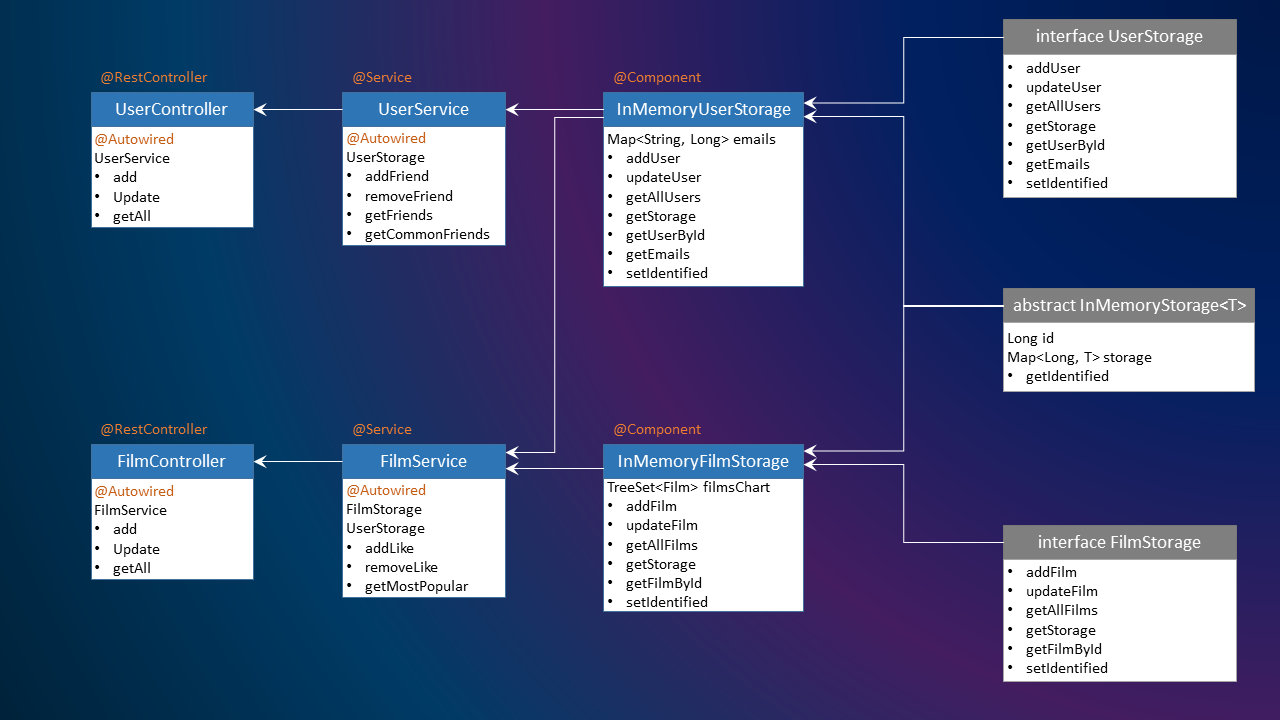 @RestController
UserController
@Autowired
UserService
• add
• Update
• getAll
@Service
UserService
@Autowired
UserStorage
• addFriend
• removeFriend
• getFriends
• getCommonFriends
@Component
InMemoryUserStorage
Map<String, Long> emails
• addUser
• updateUser
• getAllUsers
• getStorage
• getUserById
• getEmails
• setIdentified
interface UserStorage
• addUser
• updateUser
• getAllUsers
• getStorage
• getUserById
• getEmails
• setIdentified
abstract InMemoryStorage<T>
Long id
Map<Long, T> storage
• getIdentified
@RestController
FilmController
@Autowired
FilmService
• add
• Update
• getAll
@Service
FilmService
@Autowired
FilmStorage
UserStorage
• addLike
• removeLike
• getMostPopular
@Component
InMemoryFilmStorage
TreeSet<Film> filmsChart
• addFilm
• updateFilm
• getAllFilms
• getStorage
• getFilmById
• setIdentified
interface FilmStorage
• addFilm
• updateFilm
• getAllFilms
• getStorage
• getFilmById
• setIdentified